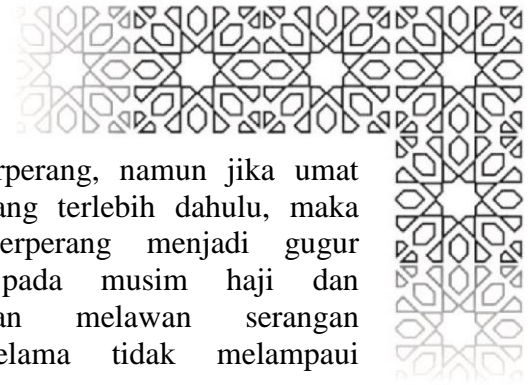 rperang, namun jika umat
ang terlebih dahulu, maka
erperang menjadi gugur
pada musim haji dan
an melawan serangan
elama tidak melampaui